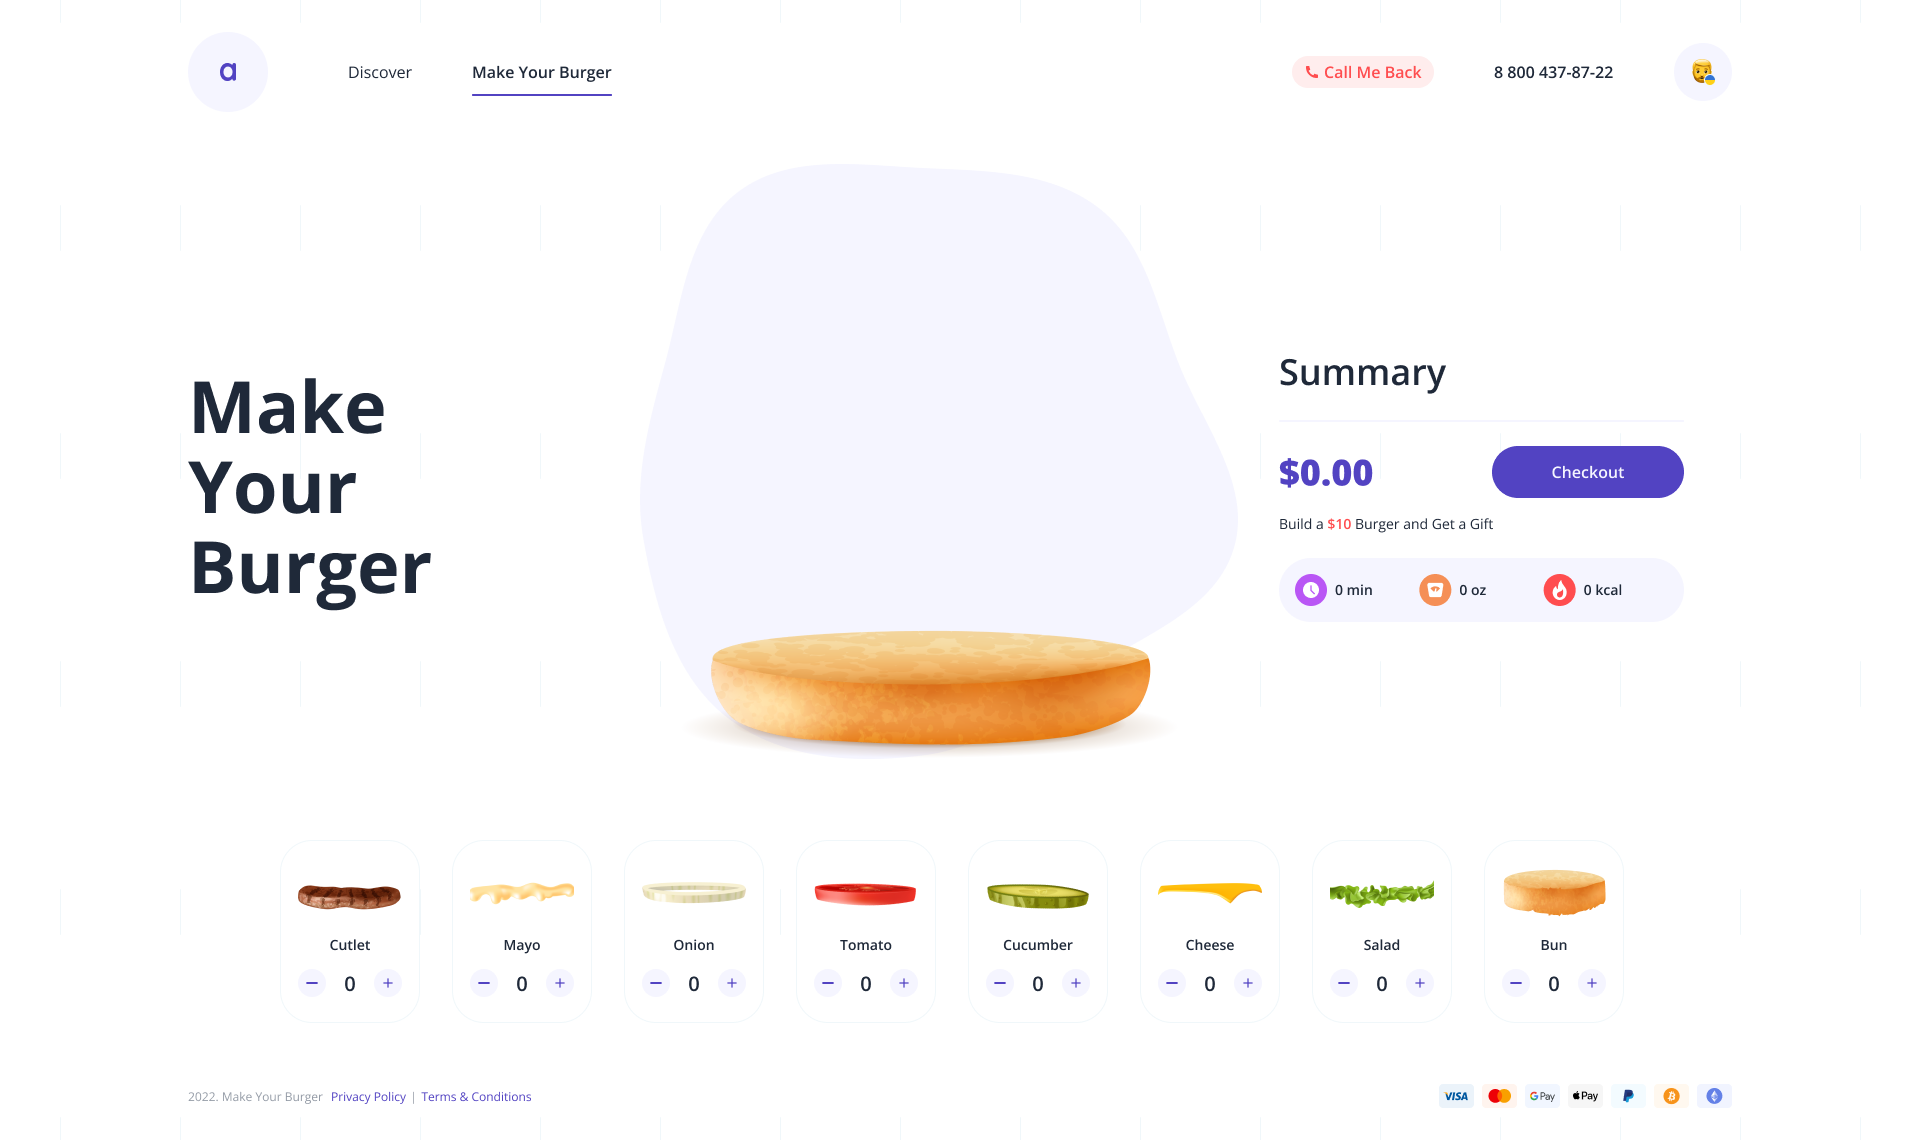 a
Discover
Make Your Burger
Call Me Back
8 800 437-87-22
Make
Your
Burger
Summary
$0.00
Checkout
Build a $10 Burger and Get a Gift
0 min
0 oz
0 kcal
Cutlet
0
Mayo
0
Onion
0
Tomato
0
Cucumber
0
Cheese
0
Salad
0
Bun
0
2022. Make Your Burger Privacy Policy | Terms & Conditions
VISA
G Pay
Pay